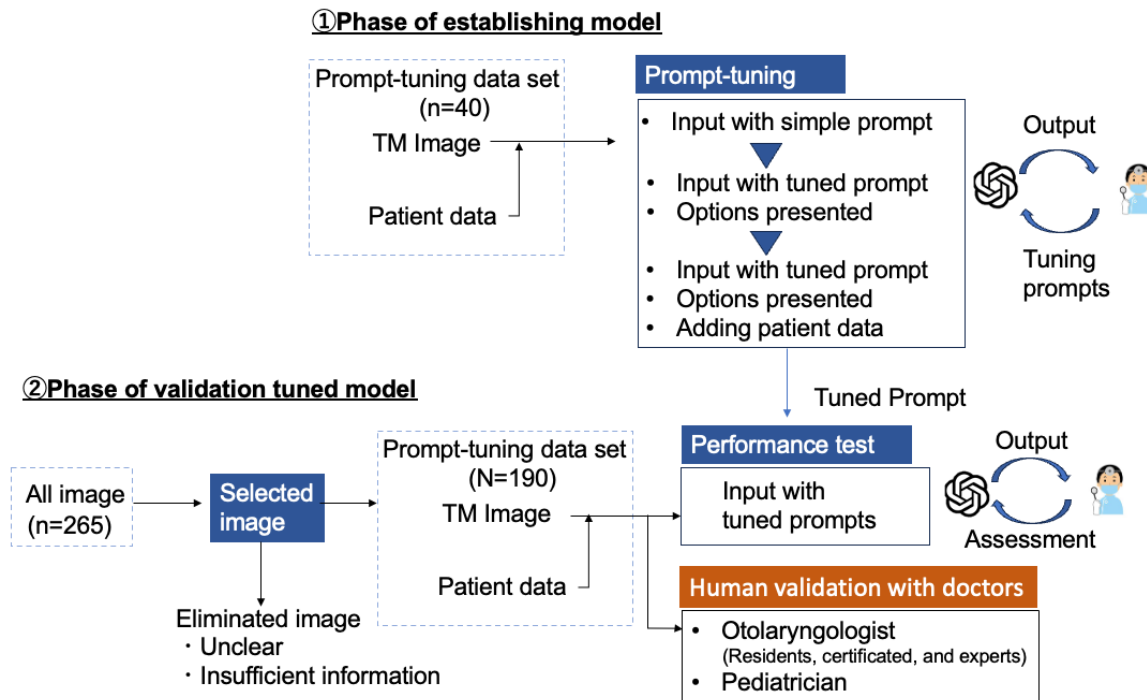 ①Phase of establishing model
Prompt-tuning data set
(n=40)
TM Image
Patient data
Prompt-tuning
• Input with simple prompt
• Input with tuned prompt
• Options presented
• Input with tuned prompt
• Options presented
• Adding patient data
Output
Tuning
prompts
Tuned Prompt
②Phase of validation tuned model
All image
(n=265)
Selected
image
Eliminated image
・Unclear
・Insufficient information
Prompt-tuning data set
(N=190)
TM Image
Patient data
Performance test
Input with
tuned prompts
Output
Assessment
Human validation with doctors
• Otolaryngologist
(Residents, certificated, and experts)
• Pediatrician